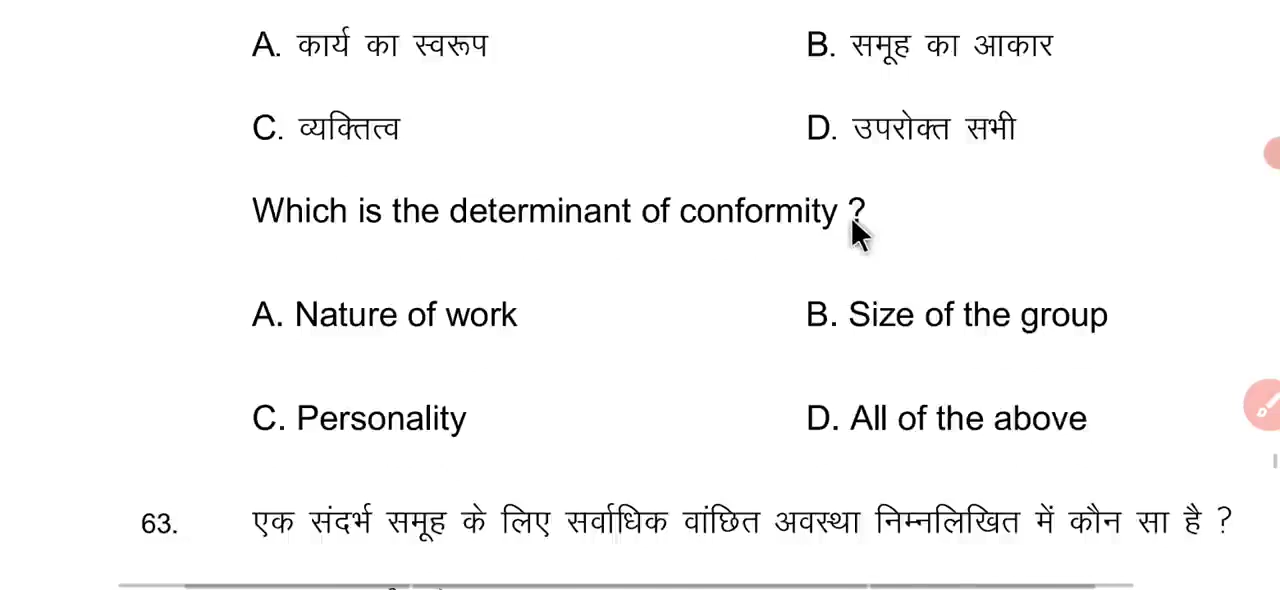 A. कार्य का स्वरूप B. समूह का आकार
C. व्यक्तित्व D. उपरोक्त सभी
Which is the determinant of conformity ?
A. Nature of work B. Size of the group
C. Personality D. All of the above
63. एक संदर्भ समूह के लिए सर्वाधिक वांछित अवस्था निम्नलिखित में कौन सा है ?